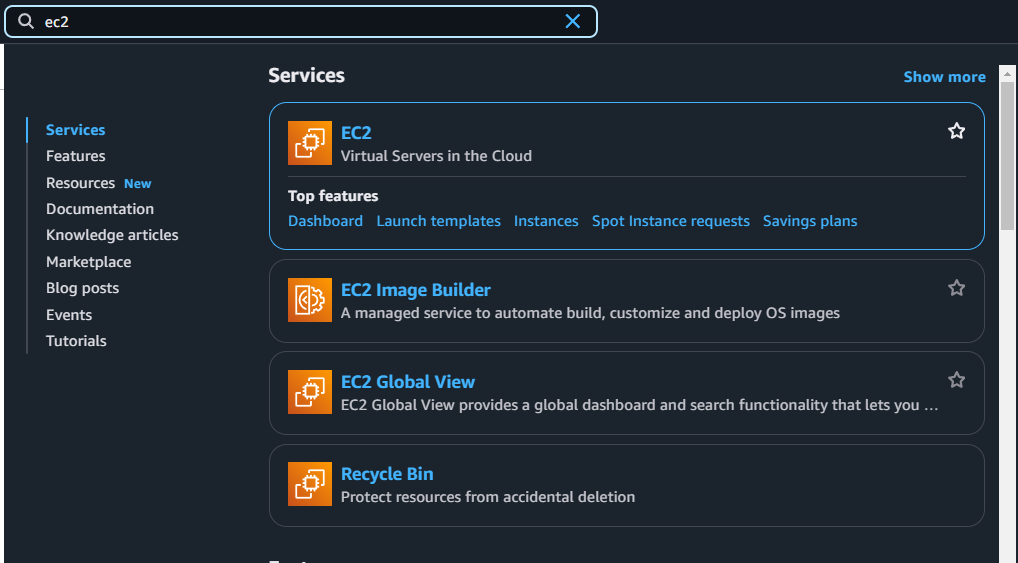 ec2
Services
Features
Resources New
Documentation
Knowledge articles
Marketplace
Blog posts
Events
Tutorials
Services
Show more
EC2
Virtual Servers in the Cloud
Top features
Dashboard Launch templates Instances Spot Instance requests Savings plans
EC2 Image Builder
A managed service to automate build, customize and deploy OS images
EC2 Global View
EC2 Global View provides a global dashboard and search functionality that lets you ...
Recycle Bin
Protect resources from accidental deletion